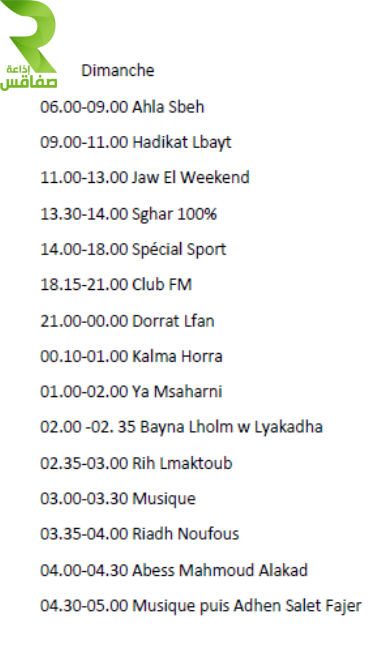 إذاعة
صفاقس
Dimanche
06.00-09.00 Ahla Sbeh
09.00-11.00 Hadikat Lbayt
11.00-13.00 Jaw El Weekend
13.30-14.00 Sghar 100%
14.00-18.00 Spécial Sport
18.15-21.00 Club FM
21.00-00.00 Dorrat Lfan
00.10-01.00 Kalma Horra
01.00-02.00 Ya Msaharni
02.00 -02. 35 Bayna Lholm w Lyakadha
02.35-03.00 Rih Lmaktoub
03.00-03.30 Musique
03.35-04.00 Riadh Noufous
04.00-04.30 Abess Mahmoud Alakad
04.30-05.00 Musique puis Adhen Salet Fajer